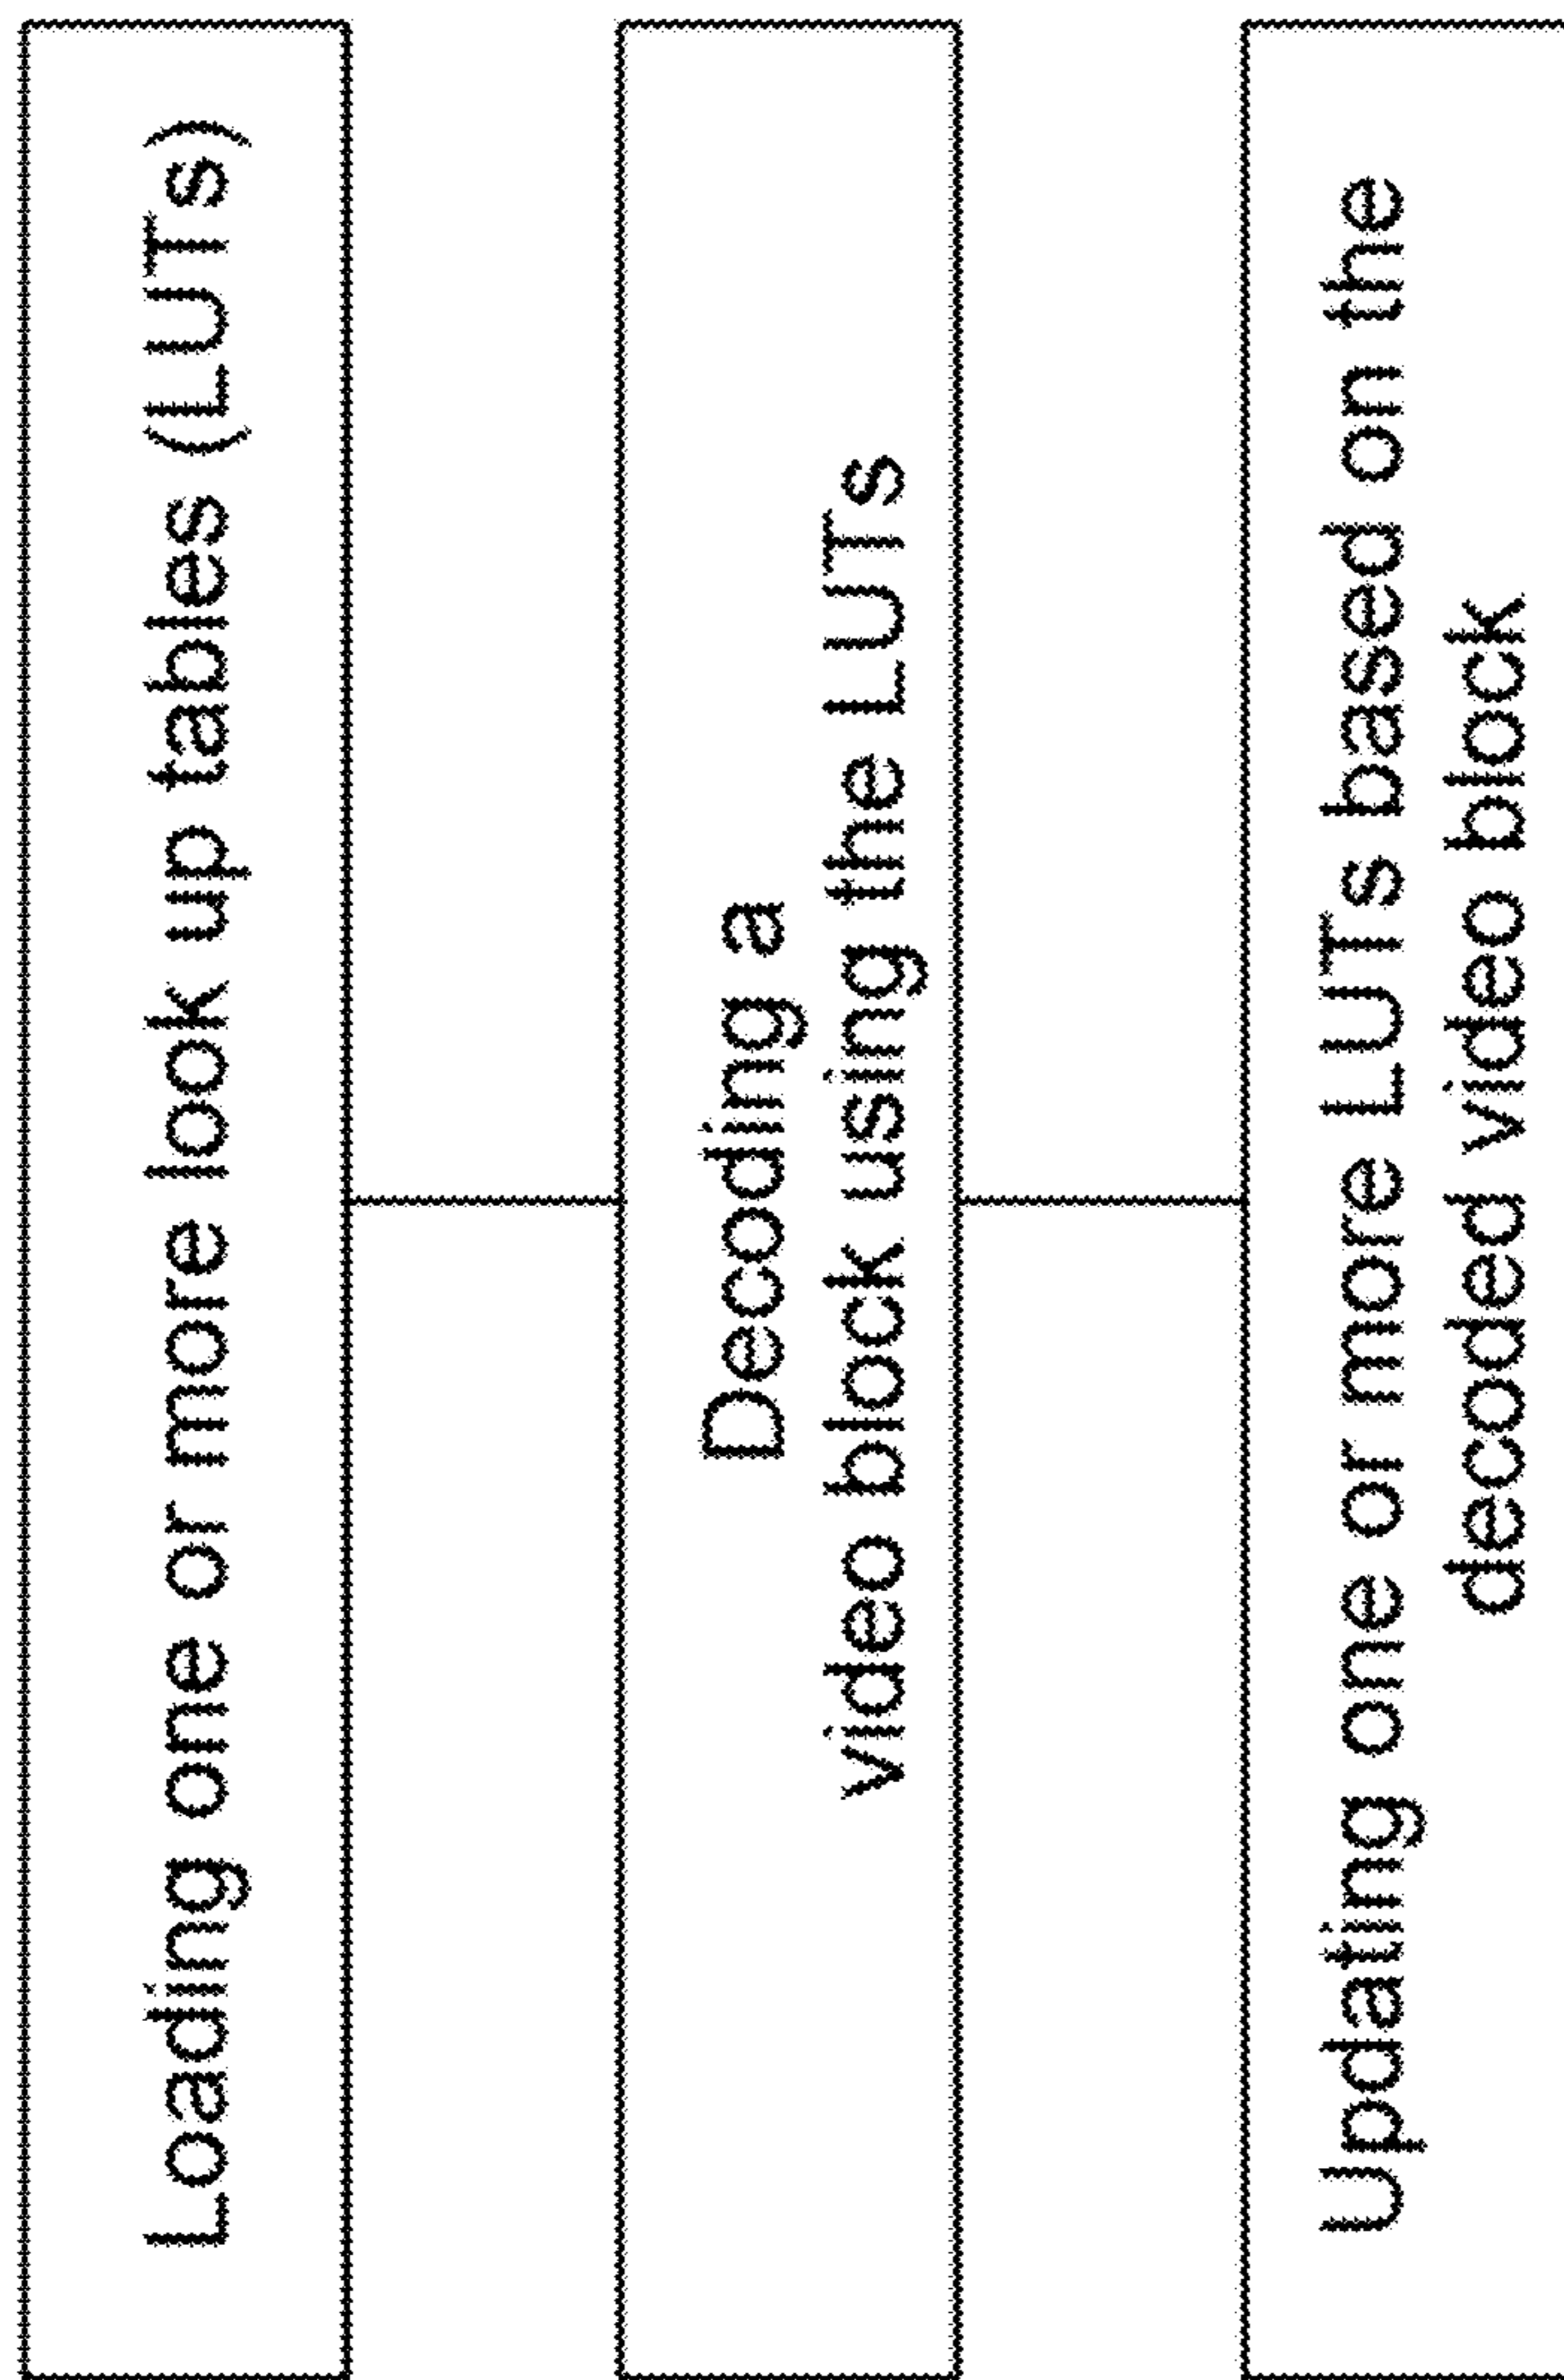 Loading one or more look up tables (LUTs)
Decoding a
video block using the LUTs
Updating one or more LUTs based on the
decoded video block